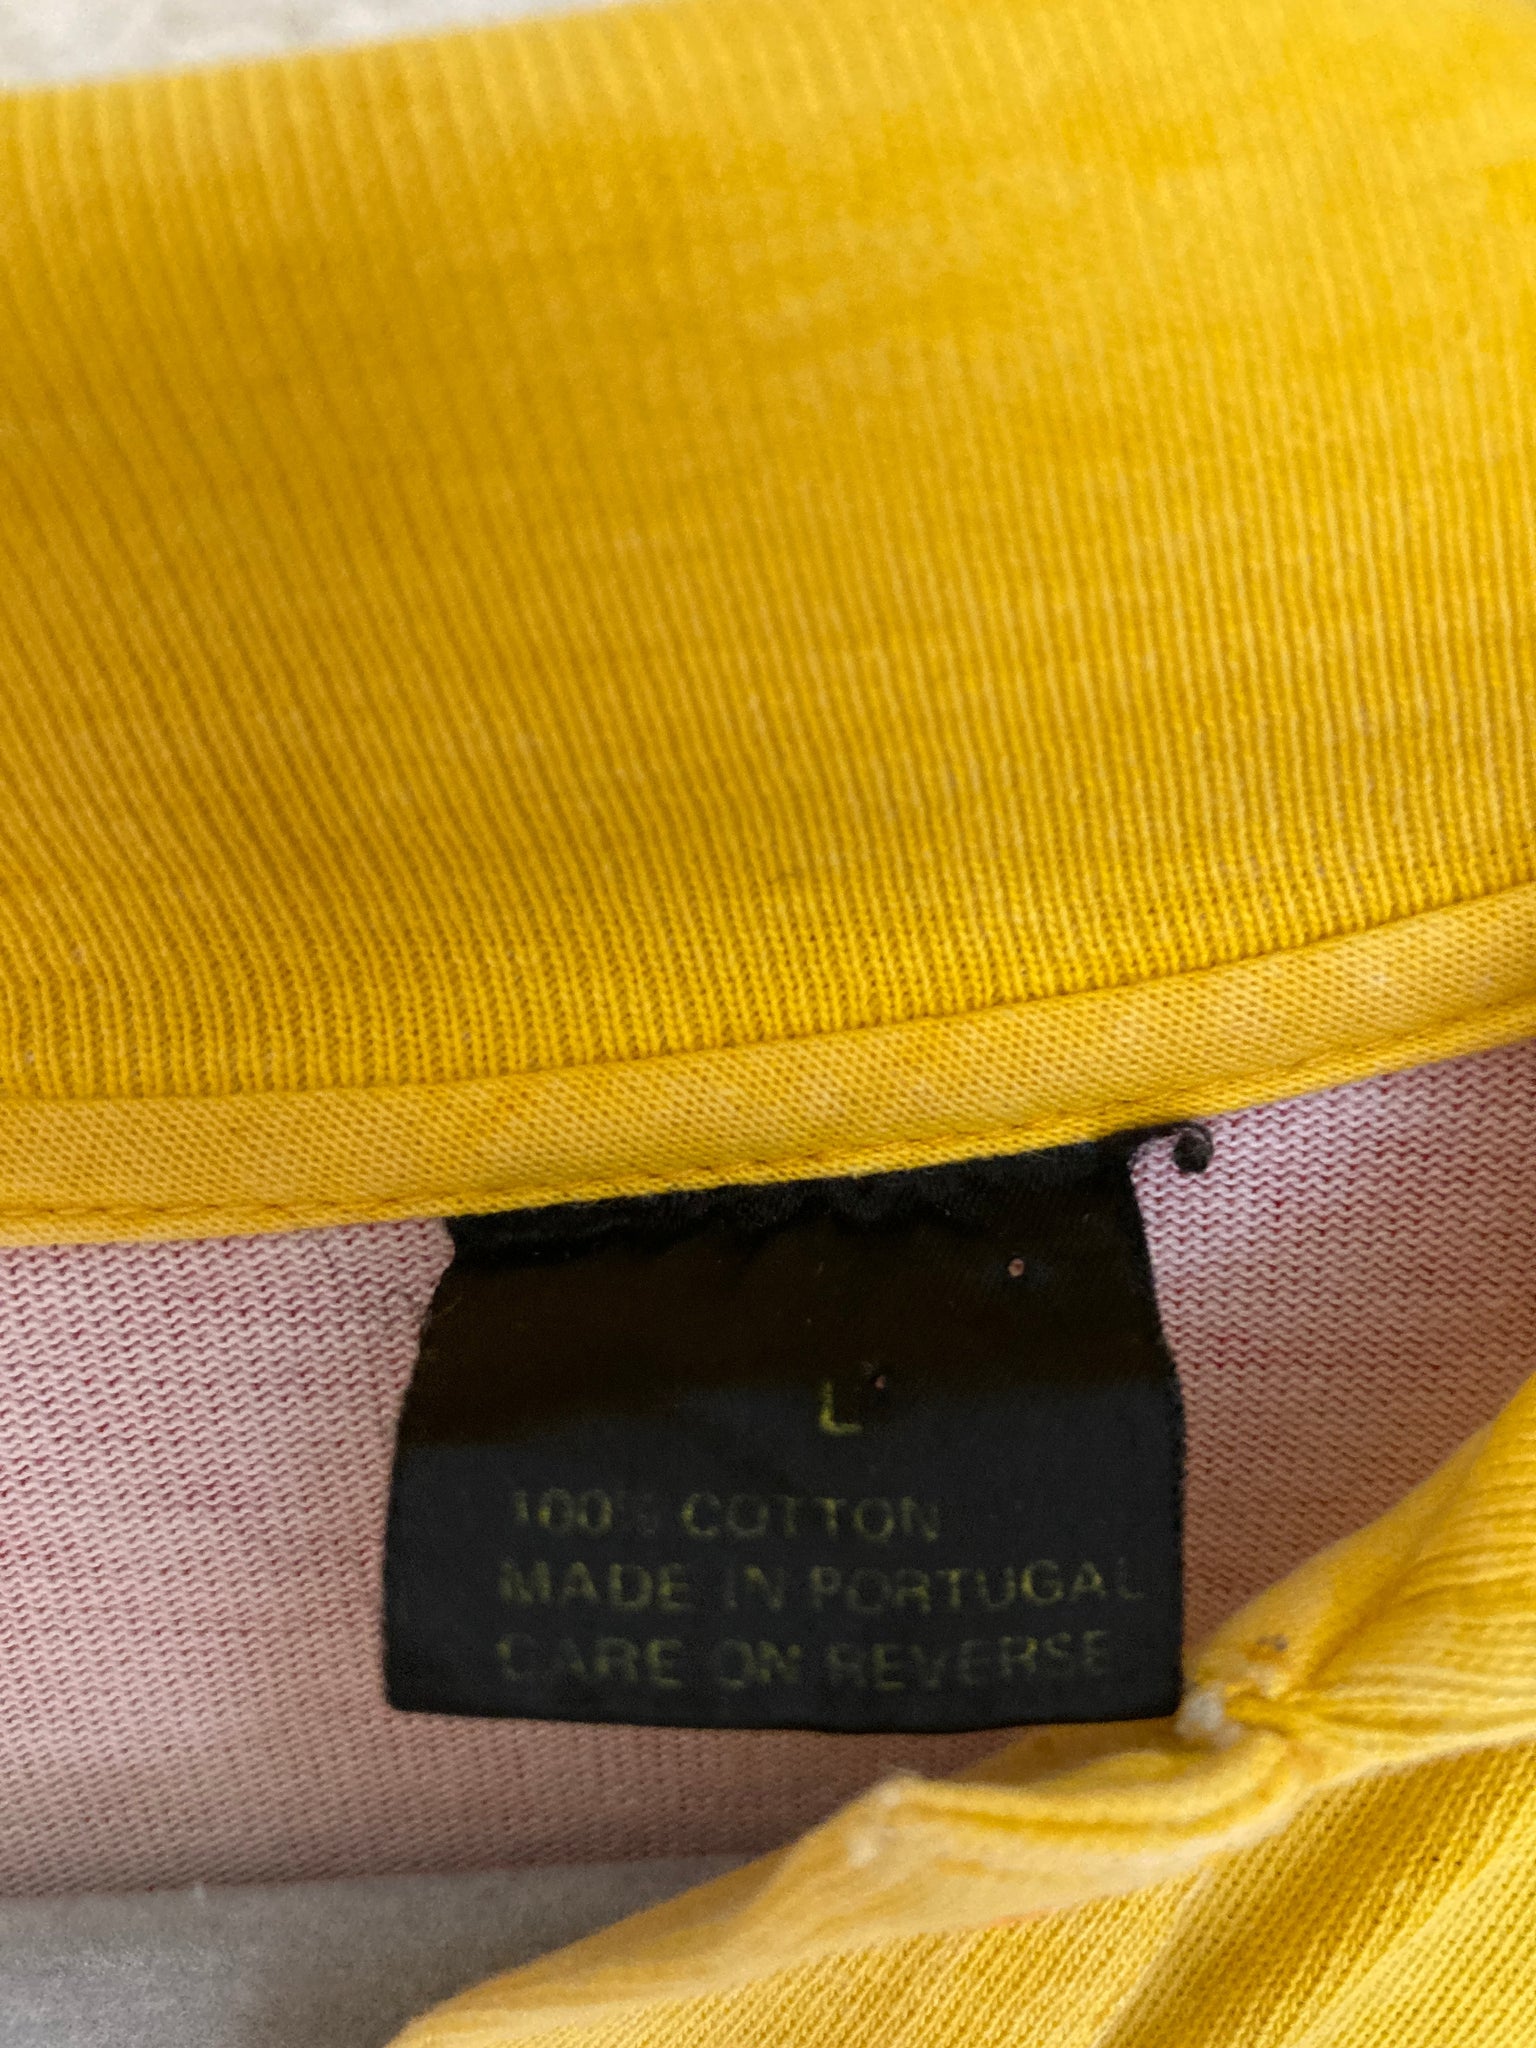 L
100% COTTON
MADE IN PORTUGAL
CARE ON REVERSE